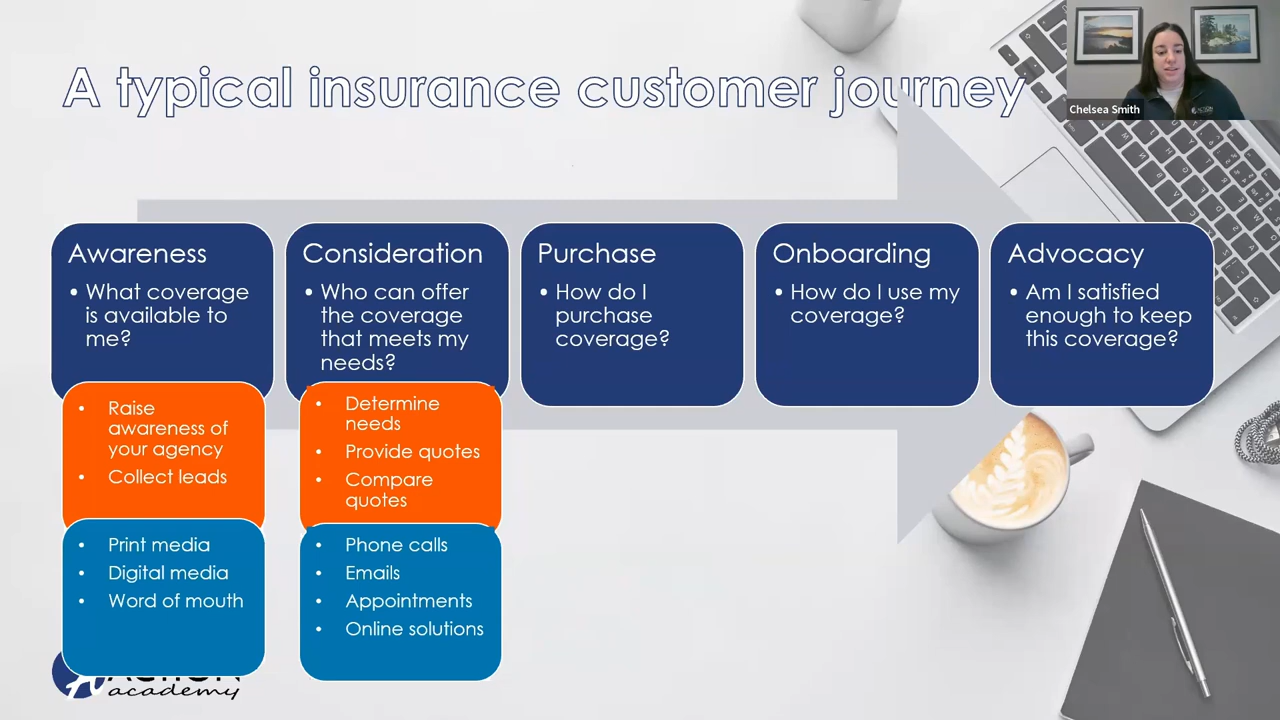 A typical insurance customer journey
Chelsea Smith
Awareness
• What coverage
is available to
me?
Consideration
• Who can offer
the coverage
that meets my
needs?
Purchase
• How do I
purchase
coverage?
Onboarding
• How do I use my
coverage?
Advocacy
• Am I satisfied
enough to keep
this coverage?
• Raise
awareness of
your agency
• Collect leads
• Determine
needs
• Provide quotes
• Compare
quotes
• Print media
• Digital media
• Word of mouth
• Phone calls
• Emails
• Appointments
• Online solutions
academy